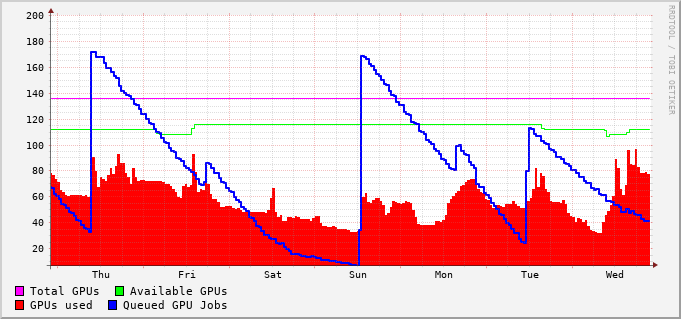 RRDTOOL / TOBI OETIKER
200
180
160
140
120
100
80
60
40
20
Thu Fri Sat Sun Mon Tue Wed
Total GPUs Available GPUs
GPUs used Queued GPU Jobs